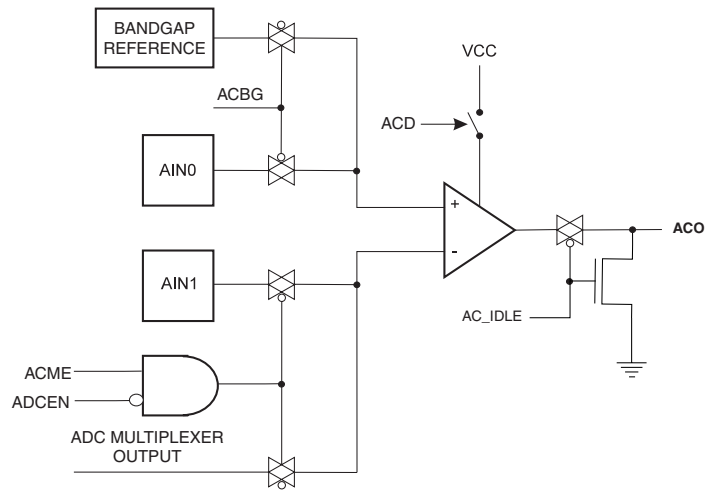 BANDGAP
REFERENCE
VCC
ACBG
ACD
AIN0
+
-
ACO
AIN1
AC_IDLE
ACME
ADCEN
ADC MULTIPLEXER
OUTPUT